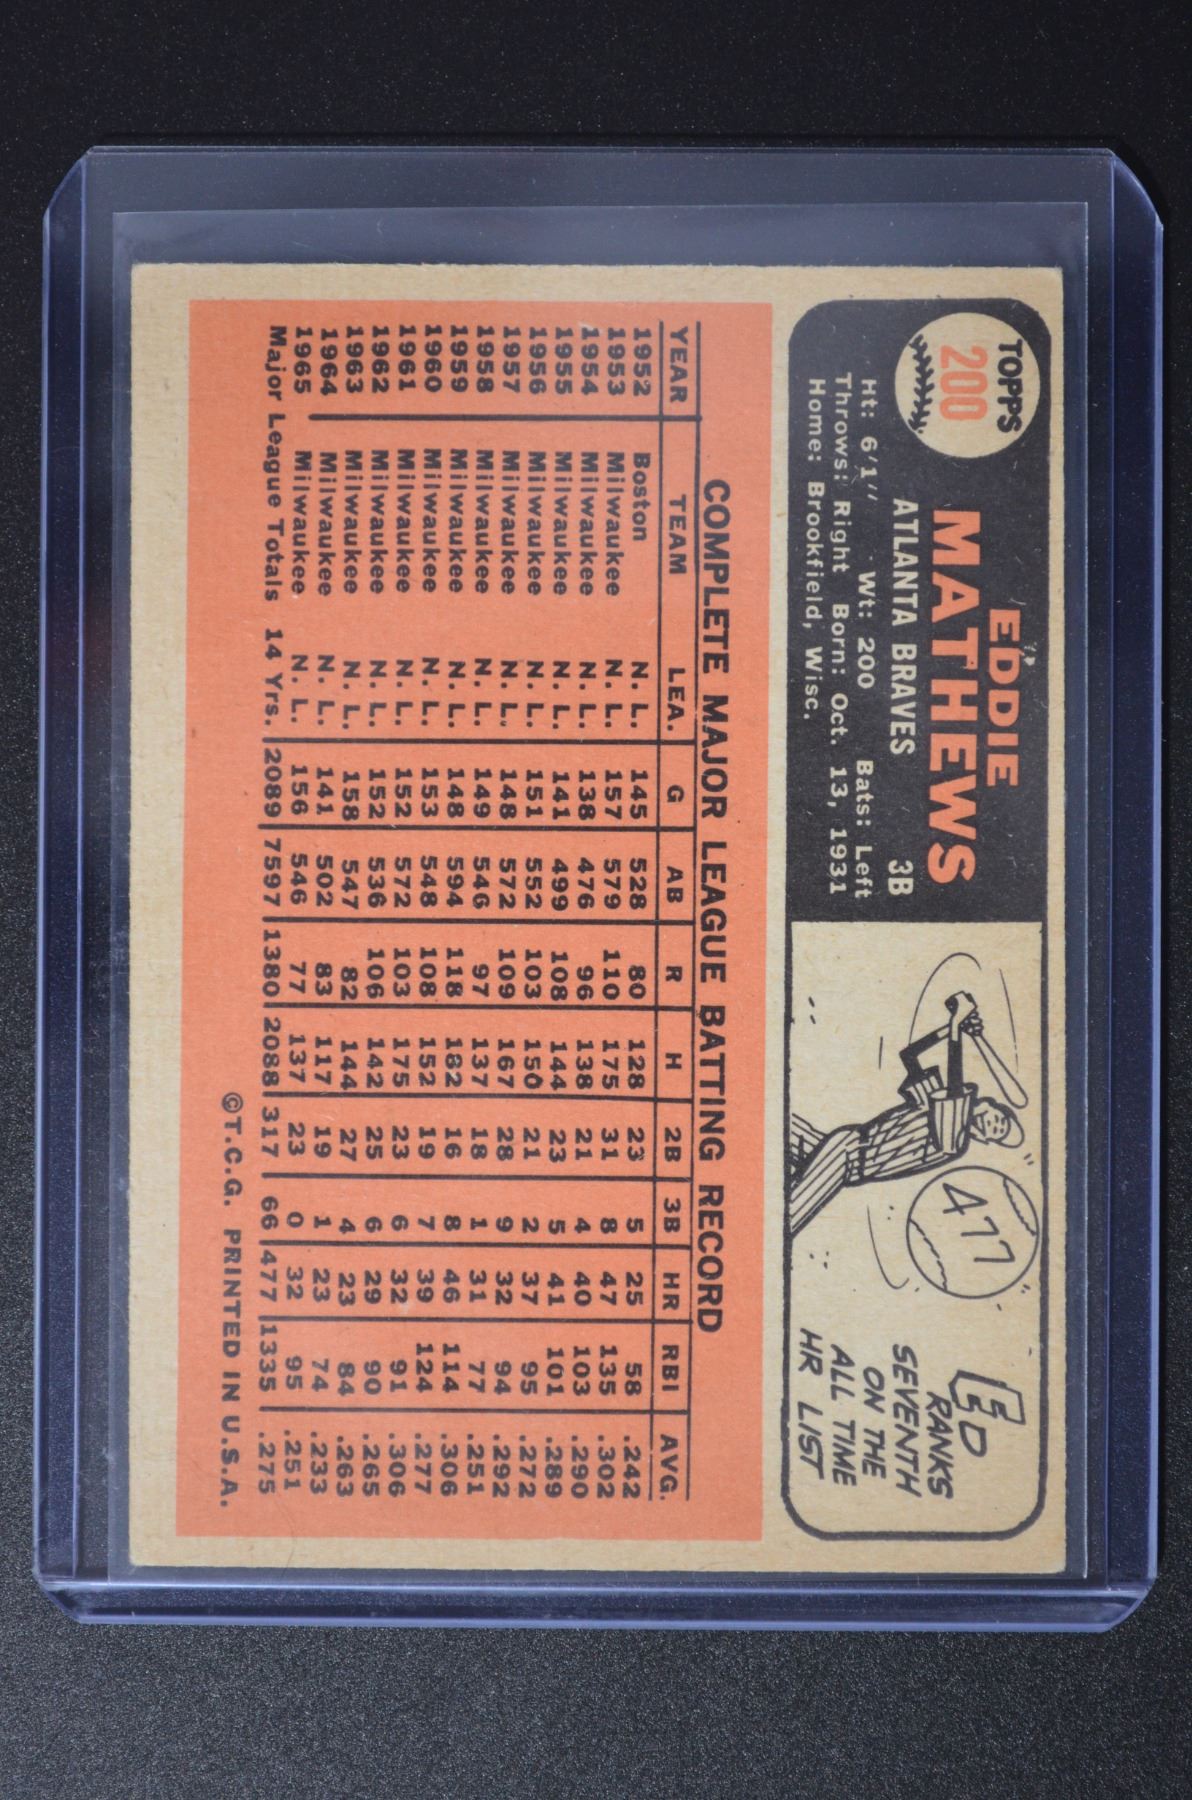 TOPPS
200
EDDIE
MATHEWS
ATLANTA BRAVES 3B
Ht: 6'1" Wt: 200 Bats: Left
Throws: Right Born: Oct. 13, 1931
Home: Brookfield, Wisc.
477
ED
RANKS
SEVENTH
ON THE
ALL TIME
HR LIST
COMPLETE MAJOR LEAGUE BATTING RECORD
YEAR TEAM LEA. G AB R H 2B 3B HR RBI AVG.
1952 Boston N. L. 145 528 80 128 23 5 25 58 .242
1953 Milwaukee N. L. 157 579 110 175 31 8 47 135 .302
1954 Milwaukee N. L. 138 476 96 138 21 4 40 103 .290
1955 Milwaukee N. L. 141 499 108 144 23 5 41 101 .289
1956 Milwaukee N. L. 151 552 103 150 21 2 37 95 .272
1957 Milwaukee N. L. 148 572 109 167 28 9 32 94 .292
1958 Milwaukee N. L. 149 546 97 137 18 1 31 77 .251
1959 Milwaukee N. L. 148 594 118 182 16 8 46 114 .306
1960 Milwaukee N. L. 153 548 108 152 19 7 39 124 .277
1961 Milwaukee N. L. 152 572 103 175 23 6 32 91 .306
1962 Milwaukee N. L. 152 536 106 142 25 6 29 90 .265
1963 Milwaukee N. L. 158 547 82 144 27 4 23 84 .263
1964 Milwaukee N. L. 141 502 83 117 19 1 23 74 .233
1965 Milwaukee N. L. 156 546 77 137 23 0 32 95 .251
Major League Totals 14 Yrs. 2089 7597 1380 2088 317 66 477 1335 .275
©T.C.G. PRINTED IN U.S.A.